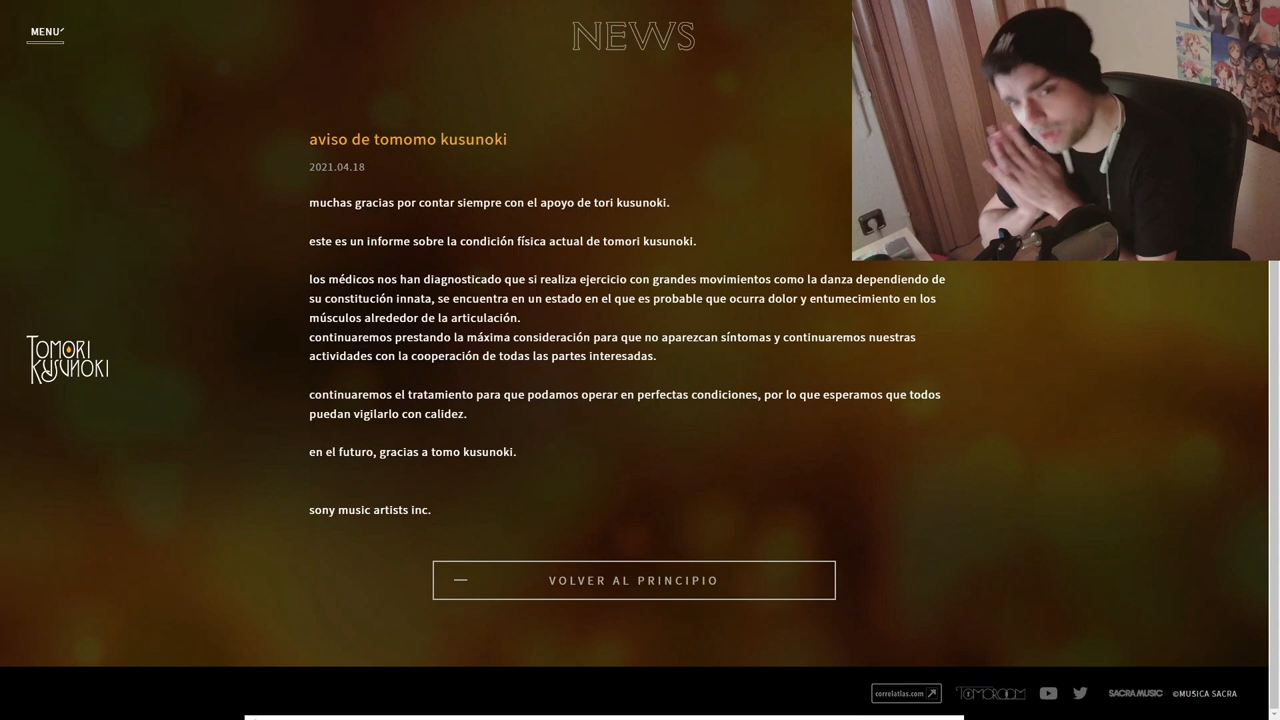 MENU
NEWS
aviso de tomomo kusunoki
2021.04.18
muchas gracias por contar siempre con el apoyo de tori kusunoki.
este es un informe sobre la condición física actual de tomori kusunoki.
los médicos nos han diagnosticado que si realiza ejercicio con grandes movimientos como la danza dependiendo de
su constitución innata, se encuentra en un estado en el que es probable que ocurra dolor y entumecimiento en los
músculos alrededor de la articulación.
continuaremos prestando la máxima consideración para que no aparezcan síntomas y continuaremos nuestras
actividades con la cooperación de todas las partes interesadas.
TOMORI
KUSUNOKI
continuaremos el tratamiento para que podamos operar en perfectas condiciones, por lo que esperamos que todos
puedan vigilarlo con calidez.
en el futuro, gracias a tomo kusunoki.
sony music artists inc.
VOLVER AL PRINCIPIO
correlatlas.com
TOMOROOM
SACRA MUSIC
©MUSICA SACRA